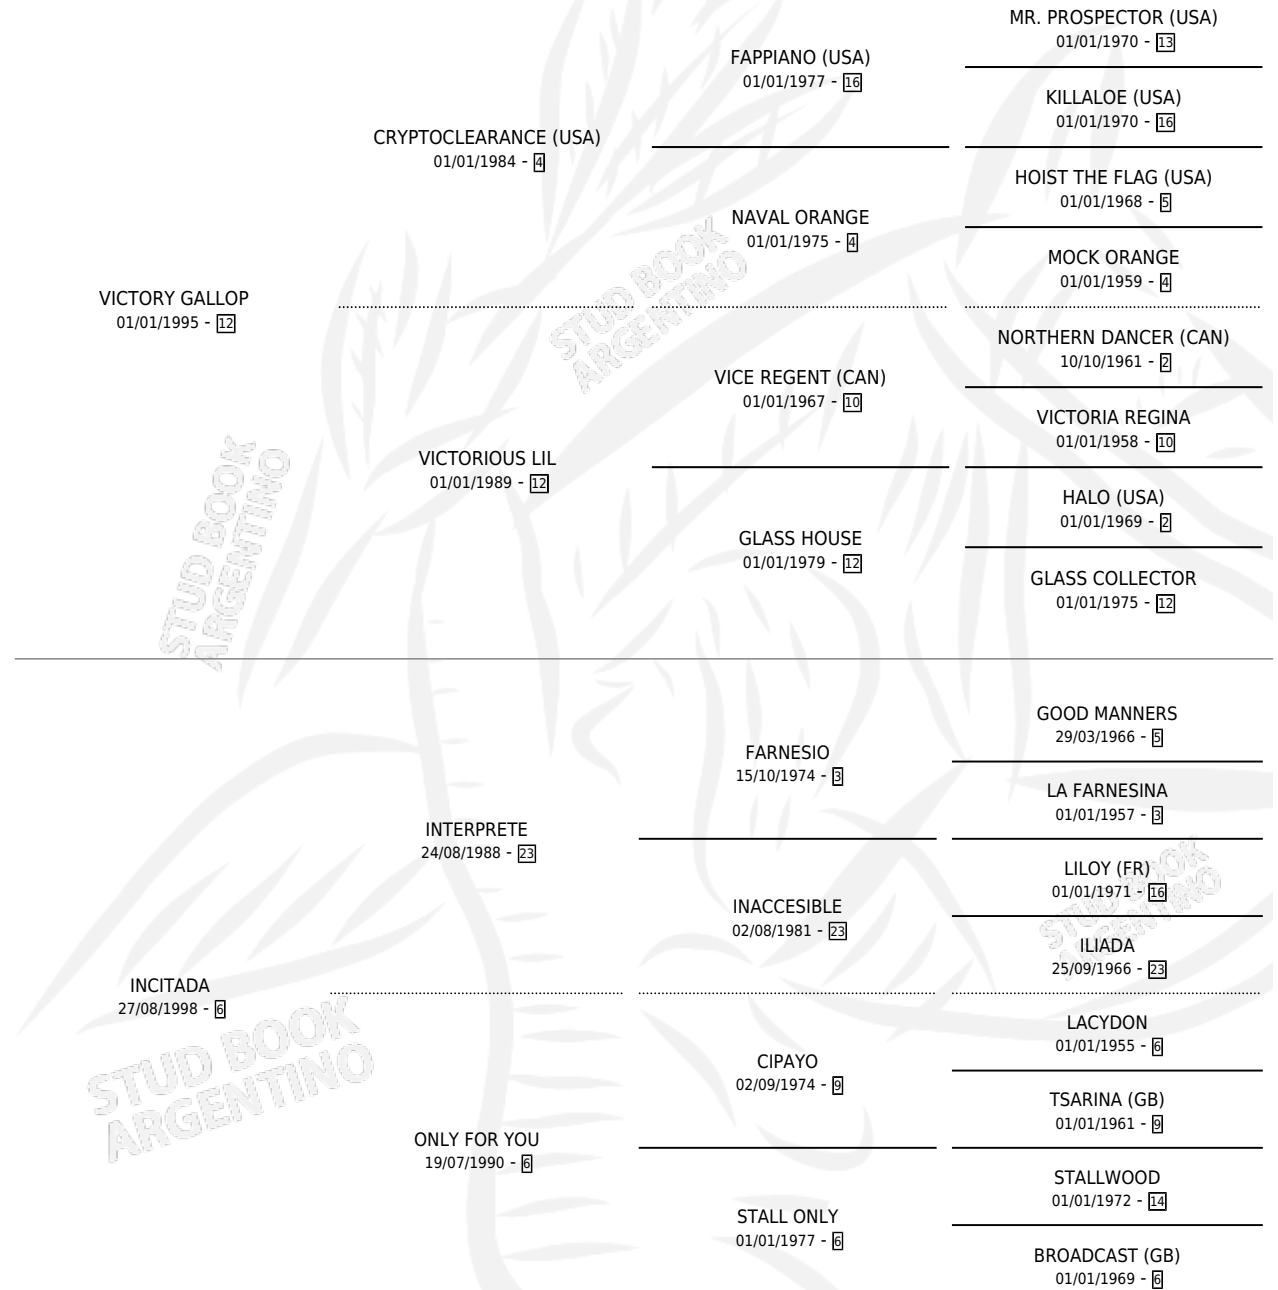 MR. PROSPECTOR (USA)
01/01/1970 - 13
FAPPIANO (USA)
01/01/1977 - 16
KILLALOE (USA)
01/01/1970 - 16
CRYPTOCLEARANCE (USA)
01/01/1984 - 4
HOIST THE FLAG (USA)
01/01/1968 - 5
NAVAL ORANGE
01/01/1975 - 4
MOCK ORANGE
01/01/1959 - 4
VICTORY GALLOP
01/01/1995 - 12
NORTHERN DANCER (CAN)
10/10/1961 - 2
VICE REGENT (CAN)
01/01/1967 - 10
VICTORIA REGINA
01/01/1958 - 10
VICTORIOUS LIL
01/01/1989 - 12
HALO (USA)
01/01/1969 - 2
GLASS HOUSE
01/01/1979 - 12
GLASS COLLECTOR
01/01/1975 - 12
GOOD MANNERS
29/03/1966 - 5
FARNESIO
15/10/1974 - 3
LA FARNESINA
01/01/1957 - 3
INTERPRETE
24/08/1988 - 23
LILOY (FR)
01/01/1971 - 16
INACCESIBLE
02/08/1981 - 23
ILIADA
25/09/1966 - 23
INCITADA
27/08/1998 - 6
LACYDON
01/01/1955 - 6
CIPAYO
02/09/1974 - 9
TSARINA (GB)
01/01/1961 - 9
ONLY FOR YOU
19/07/1990 - 6
STALLWOOD
01/01/1972 - 14
STALL ONLY
01/01/1977 - 6
BROADCAST (GB)
01/01/1969 - 6
STUD BOOK
ARGENTINO
STUD BOOK
ARGENTINO
STUD BOOK
ARGENTINO
STUD BOOK
ARGENTINO